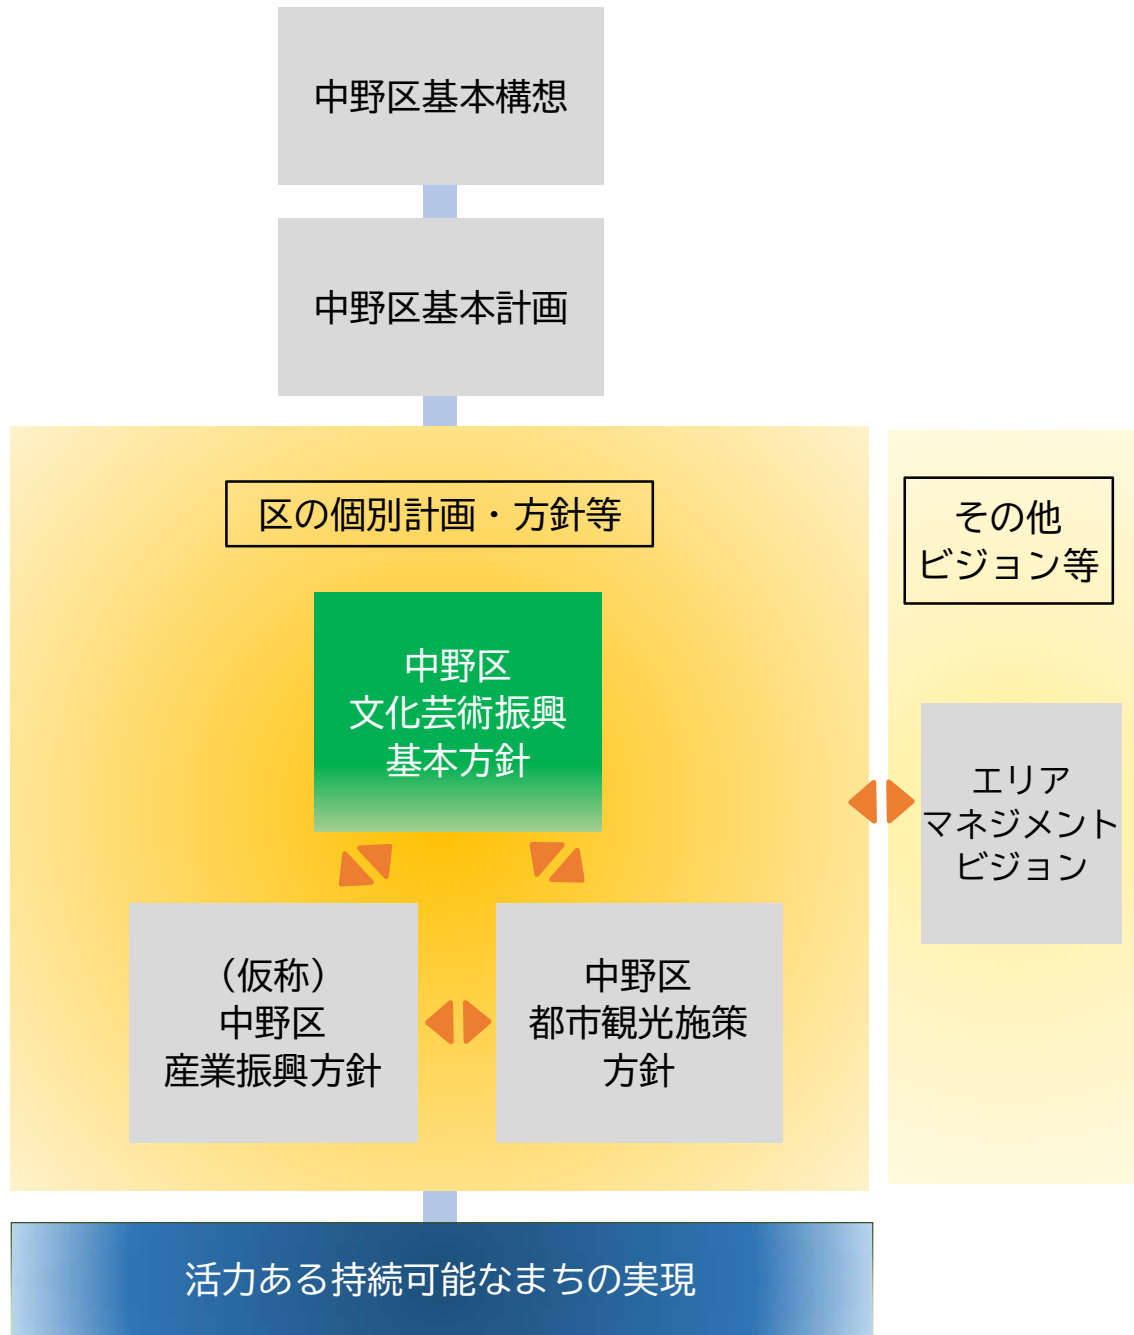 中野区基本構想
中野区基本計画
区の個別計画・方針等
中野区
文化芸術振興
基本方針
（仮称）
中野区
産業振興方針
中野区
都市観光施策
方針
その他
ビジョン等
エリア
マネジメント
ビジョン
活力ある持続可能なまちの実現